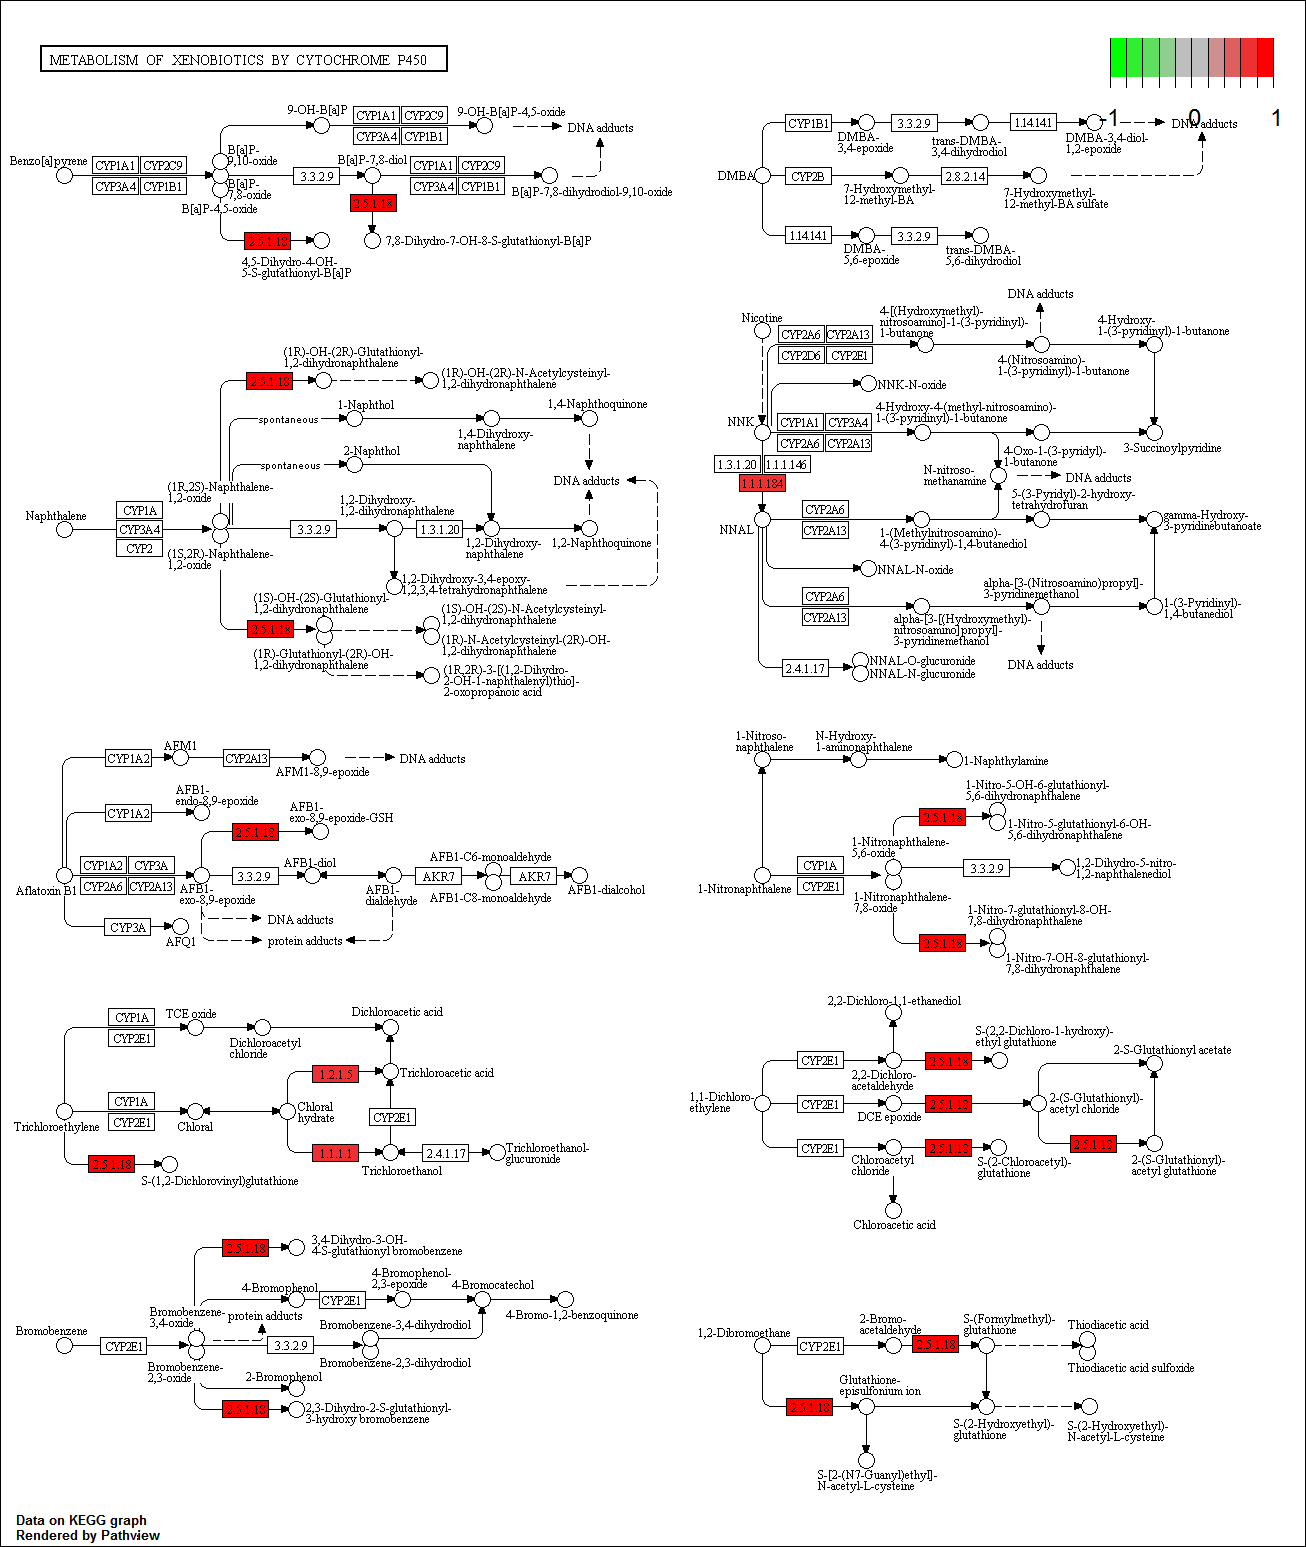 METABOLISM OF XENOBIOTICS BY CYTOCHROME P450
-1 0 1
9-OH-B[a]P
CYP1A1 CYP2C9
CYP3A4 CYP1B1
9-OH-B[a]P-4,5-oxide
DNA adducts
Benzo[a]pyrene
CYP1A1 CYP2C9
CYP3A4 CYP1B1
B[a]P-
9,10-oxide
B[a]P-
7,8-oxide
B[a]P-4,5-oxide
3.3.2.9
B[a]P-7,8-diol
CYP1A1 CYP2C9
CYP3A4 CYP1B1
B[a]P-7,8-dihydrodiol-9,10-oxide
2.5.1.18
7,8-Dihydro-7-OH-8-S-glutathionyl-B[a]P
2.5.1.18
4,5-Dihydro-4-OH-
5-S-glutathionyl-B[a]P
CYP1B1
DMBA-
3,4-epoxide
3.3.2.9
trans-DMBA-
3,4-dihydrodiol
1.14.14.1
DMBA-3,4-diol-
1,2-epoxide
DNA adducts
DMBA
CYP2B
7-Hydroxymethyl-
12-methyl-BA
2.8.2.14
7-Hydroxymethyl-
12-methyl-BA sulfate
1.14.14.1
DMBA-
5,6-epoxide
3.3.2.9
trans-DMBA-
5,6-dihydrodiol
(1R)-OH-(2R)-Glutathionyl-
1,2-dihydronaphthalene
2.5.1.18
(1R)-OH-(2R)-N-Acetylcysteinyl-
1,2-dihydronaphthalene
spontaneous
1-Naphthol
1,4-Dihydroxy-
naphthalene
1,4-Naphthoquinone
spontaneous
2-Naphthol
DNA adducts
(1R,2S)-Naphthalene-
1,2-oxide
Naphthalene
CYP1A
CYP3A4
CYP2
3.3.2.9
1,2-Dihydroxy-
1,2-dihydronaphthalene
1.3.1.20
1,2-Dihydroxy-
naphthalene
1,2-Naphthoquinone
(1S,2R)-Naphthalene-
1,2-oxide
1,2-Dihydroxy-3,4-epoxy-
1,2,3,4-tetrahydronaphthalene
(1S)-OH-(2S)-Glutathionyl-
1,2-dihydronaphthalene
2.5.1.18
(1S)-OH-(2S)-N-Acetylcysteinyl-
1,2-dihydronaphthalene
(1R)-N-Acetylcysteinyl-(2R)-OH-
1,2-dihydronaphthalene
(1R)-Glutathionyl-(2R)-OH-
1,2-dihydronaphthalene
(1R,2R)-3-[(1,2-Dihydro-
2-OH-1-naphthalenyl)thio]-
2-oxopropanoic acid
Nicotine
CYP2A6 CYP2A13
CYP2D6 CYP2E1
4-[(Hydroxymethyl)-
nitrosoamino]-1-(3-pyridinyl)-
1-butanone
DNA adducts
4-(Nitrosoamino)-
1-(3-pyridinyl)-1-butanone
4-Hydroxy-
1-(3-pyridinyl)-1-butanone
NNK-N-oxide
NNK
CYP1A1 CYP3A4
CYP2A6 CYP2A13
4-Hydroxy-4-(methyl-nitrosoamino)-
1-(3-pyridinyl)-1-butanone
4-Oxo-1-(3-pyridyl)-
1-butanone
3-Succinoylpyridine
1.3.1.20 1.1.1.146
1.1.1.184
N-nitroso-
methanamine
DNA adducts
NNAL
CYP2A6
CYP2A13
1-(Methylnitrosoamino)-
4-(3-pyridinyl)-1,4-butanediol
5-(3-Pyridyl)-2-hydroxy-
tetrahydrofuran
gamma-Hydroxy-
3-pyridinebutanoate
NNAL-N-oxide
CYP2A6
CYP2A13
alpha-[3-[(Hydroxymethyl)-
nitrosoamino]propyl]-
3-pyridinemethanol
alpha-[3-(Nitrosoamino)propyl]-
3-pyridinemethanol
1-(3-Pyridinyl)-
1,4-butanediol
DNA adducts
2.4.1.17
NNAL-O-glucuronide
NNAL-N-glucuronide
CYP1A2
AFM1
CYP2A13
AFM1-8,9-epoxide
DNA adducts
CYP1A2
AFB1-
endo-8,9-epoxide
2.5.1.18
AFB1-
exo-8,9-epoxide-GSH
Aflatoxin B1
CYP1A2 CYP3A
CYP2A6 CYP2A13
AFB1-
exo-8,9-epoxide
3.3.2.9
AFB1-diol
AFB1-
dialdehyde
AKR7
AFB1-C6-monoaldehyde
AFB1-C8-monoaldehyde
AKR7
AFB1-dialcohol
CYP3A
AFQ1
DNA adducts
protein adducts
1-Nitroso-
naphthalene
N-Hydroxy-
1-aminonaphthalene
1-Naphthylamine
2.5.1.18
1-Nitro-5-OH-6-glutathionyl-
5,6-dihydronaphthalene
1-Nitro-5-glutathionyl-6-OH-
5,6-dihydronaphthalene
1-Nitronaphthalene
CYP1A
CYP2E1
1-Nitronaphthalene-
5,6-oxide
1-Nitronaphthalene-
7,8-oxide
3.3.2.9
1,2-Dihydro-5-nitro-
1,2-naphthalenediol
2.5.1.18
1-Nitro-7-glutathionyl-8-OH-
7,8-dihydronaphthalene
1-Nitro-7-OH-8-glutathionyl-
7,8-dihydronaphthalene
CYP1A
CYP2E1
TCE oxide
Dichloroacetyl
chloride
Dichloroacetic acid
1.2.1.5
Trichloroacetic acid
Trichloroethylene
CYP1A
CYP2E1
Chloral
Chloral
hydrate
CYP2E1
1.1.1.1
Trichloroethanol
2.4.1.17
Trichloroethanol-
glucuronide
2.5.1.18
S-(1,2-Dichlorovinyl)glutathione
2,2-Dichloro-1,1-ethanediol
1,1-Dichloro-
ethylene
CYP2E1
2,2-Dichloro-
acetaldehyde
2.5.1.18
S-(2,2-Dichloro-1-hydroxy)-
ethyl glutathione
CYP2E1
DCE epoxide
2.5.1.18
2-(S-Glutathionyl)-
acetyl chloride
2-S-Glutathionyl acetate
CYP2E1
Chloroacetyl
chloride
2.5.1.18
S-(2-Chloroacetyl)-
glutathione
2.5.1.18
2-(S-Glutathionyl)-
acetyl glutathione
Chloroacetic acid
2.5.1.18
3,4-Dihydro-3-OH-
4-S-glutathionyl bromobenzene
4-Bromophenol
CYP2E1
4-Bromophenol-
2,3-epoxide
4-Bromocatechol
4-Bromo-1,2-benzoquinone
Bromobenzene
CYP2E1
Bromobenzene-
3,4-oxide
Bromobenzene-
2,3-oxide
protein adducts
3.3.2.9
Bromobenzene-3,4-dihydrodiol
Bromobenzene-2,3-dihydrodiol
2-Bromophenol
2.5.1.18
2,3-Dihydro-2-S-glutathionyl-
3-hydroxy bromobenzene
1,2-Dibromoethane
CYP2E1
2-Bromo-
acetaldehyde
2.5.1.18
S-(Formylmethyl)-
glutathione
Thiodiacetic acid
Thiodiacetic acid sulfoxide
2.5.1.18
Glutathione-
episulfonium ion
S-(2-Hydroxyethyl)-
glutathione
S-(2-Hydroxyethyl)-
N-acetyl-L-cysteine
S-[2-(N7-Guanyl)ethyl]-
N-acetyl-L-cysteine
Data on KEGG graph
Rendered by Pathview